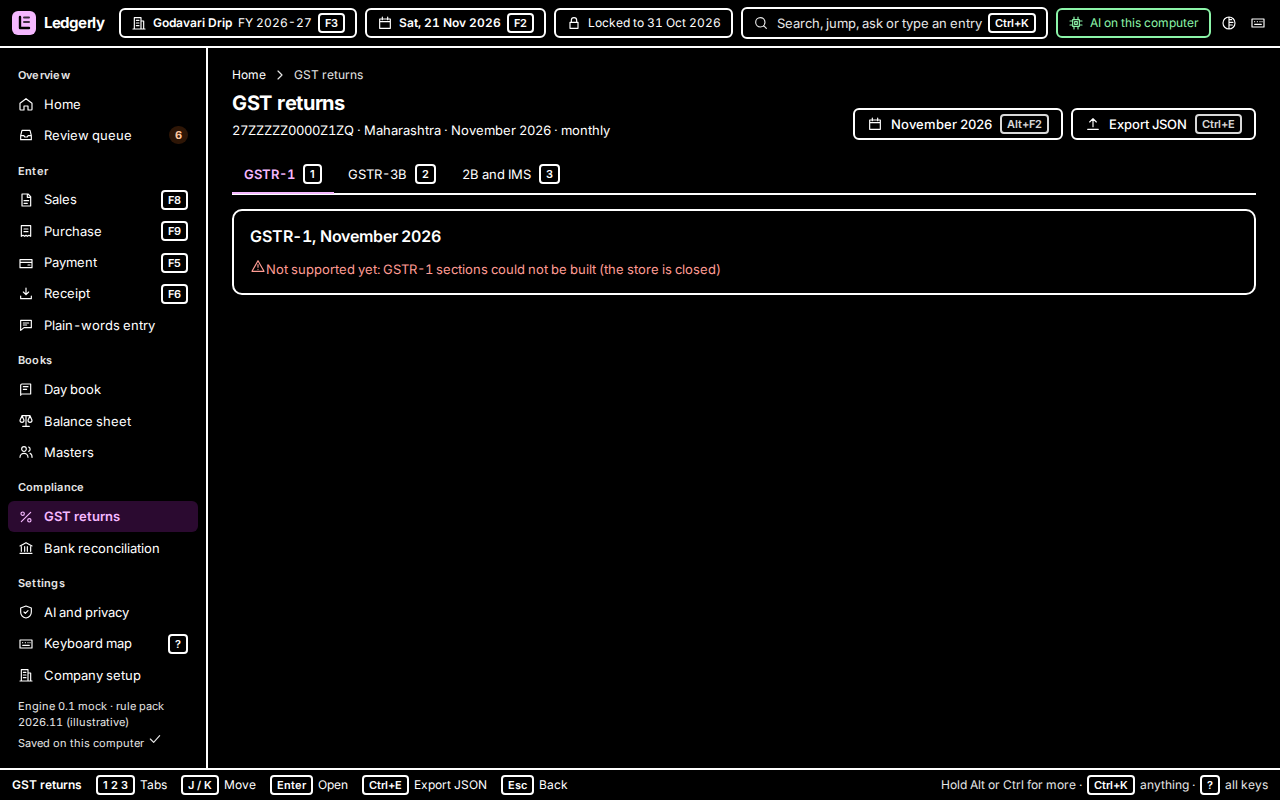 Ledgerly
Godavari Drip FY 2026-27 F3
Sat, 21 Nov 2026 F2
Locked to 31 Oct 2026
Search, jump, ask or type an entry Ctrl+K
AI on this computer
Overview
Home
Review queue 6
Enter
Sales F8
Purchase F9
Payment F5
Receipt F6
Plain-words entry
Books
Day book
Balance sheet
Masters
Compliance
GST returns
Bank reconciliation
Settings
AI and privacy
Keyboard map ?
Company setup
Engine 0.1 mock · rule pack
2026.11 (illustrative)
Saved on this computer
Home > GST returns
GST returns
27ZZZZZ0000Z1ZQ · Maharashtra · November 2026 · monthly
November 2026 Alt+F2
Export JSON Ctrl+E
GSTR-1 1 GSTR-3B 2 2B and IMS 3
GSTR-1, November 2026
Not supported yet: GSTR-1 sections could not be built (the store is closed)
GST returns 1 2 3 Tabs J / K Move Enter Open Ctrl+E Export JSON Esc Back
Hold Alt or Ctrl for more · Ctrl+K anything · ? all keys